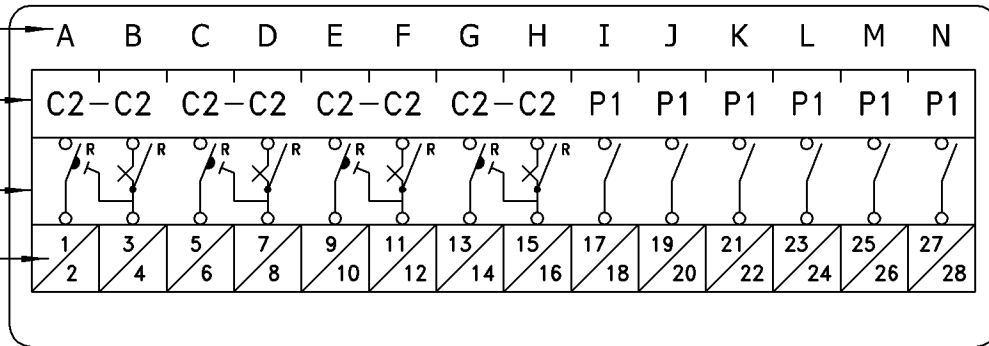 A B C D E F G H I J K L M N
C2-C2 C2-C2 C2-C2 C2-C2 P1 P1 P1 P1 P1 P1
R R R R R R R R
1 3 5 7 9 11 13 15 17 19 21 23 25 27
2 4 6 8 10 12 14 16 18 20 22 24 26 28